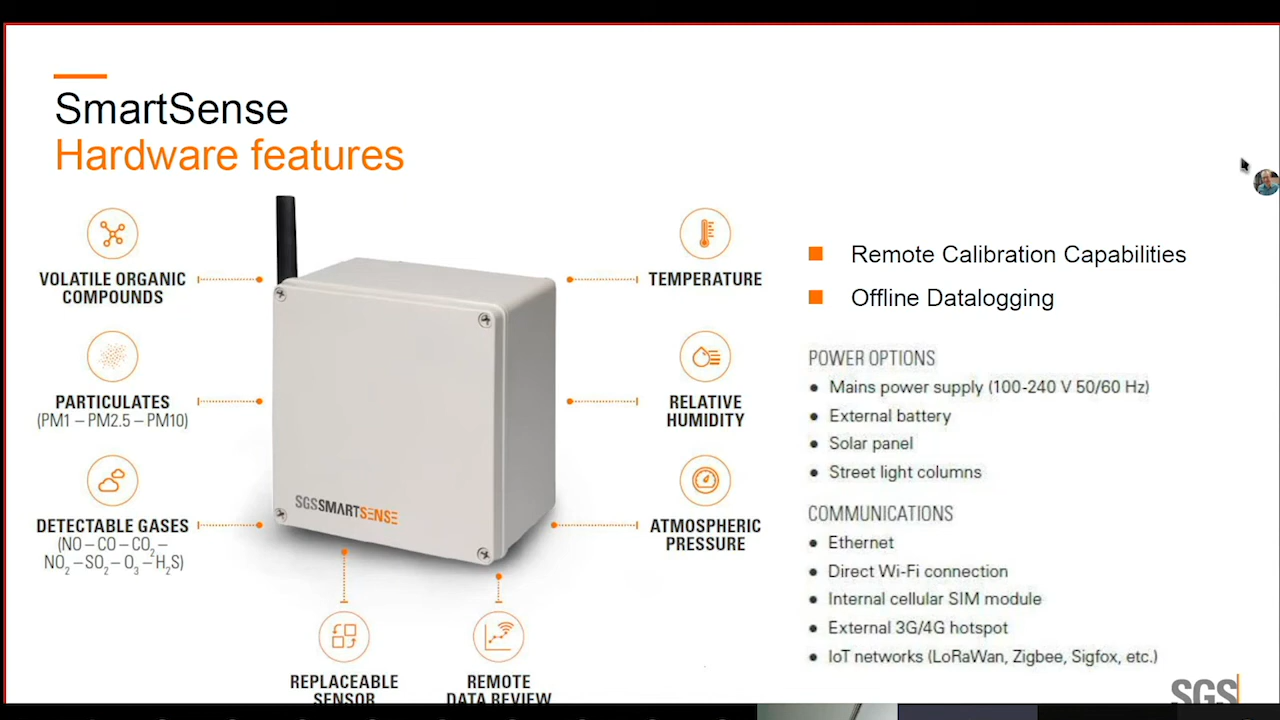 SmartSense
Hardware features
VOLATILE ORGANIC
COMPOUNDS
PARTICULATES
(PM1 – PM2.5 – PM10)
DETECTABLE GASES
(NO – CO – CO2 –
NO2 – SO2 – O3 – H2S)
SGSSMARTSENSE
REPLACEABLE
SENSOR
REMOTE
DATA REVIEW
TEMPERATURE
RELATIVE
HUMIDITY
ATMOSPHERIC
PRESSURE
Remote Calibration Capabilities
Offline Datalogging
POWER OPTIONS
Mains power supply (100-240 V 50/60 Hz)
External battery
Solar panel
Street light columns
COMMUNICATIONS
Ethernet
Direct Wi-Fi connection
Internal cellular SIM module
External 3G/4G hotspot
IoT networks (LoRaWan, Zigbee, Sigfox, etc.)
SGS